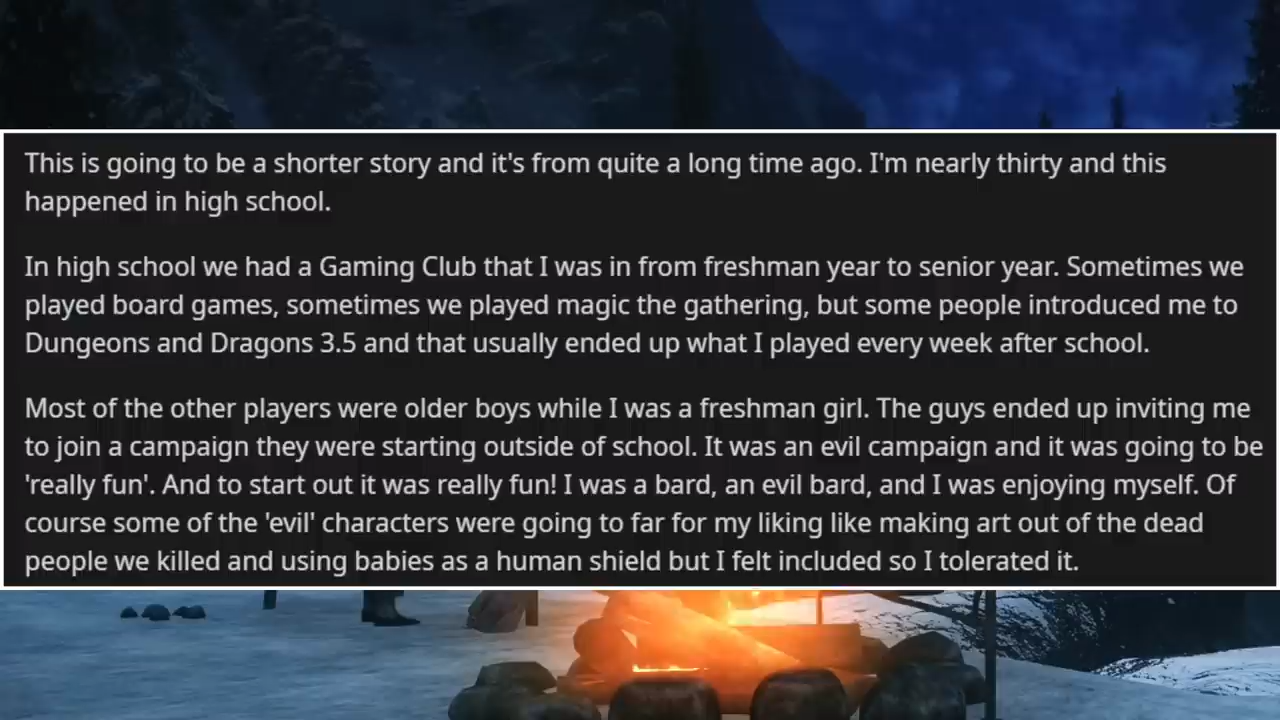 This is going to be a shorter story and it's from quite a long time ago. I'm nearly thirty and this
happened in high school.
In high school we had a Gaming Club that I was in from freshman year to senior year. Sometimes we
played board games, sometimes we played magic the gathering, but some people introduced me to
Dungeons and Dragons 3.5 and that usually ended up what I played every week after school.
Most of the other players were older boys while I was a freshman girl. The guys ended up inviting me
to join a campaign they were starting outside of school. It was an evil campaign and it was going to be
'really fun'. And to start out it was really fun! I was a bard, an evil bard, and I was enjoying myself. Of
course some of the 'evil' characters were going to far for my liking like making art out of the dead
people we killed and using babies as a human shield but I felt included so I tolerated it.